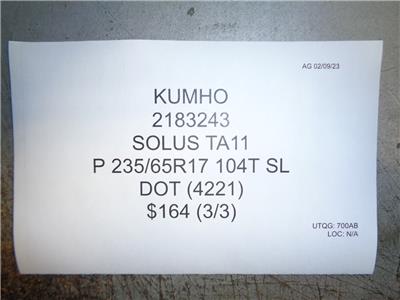 AG 02/09/23
KUMHO
2183243
SOLUS TA11
P 235/65R17 104T SL
DOT (4221)
$164 (3/3)
UTQG: 700AB
LOC: N/A